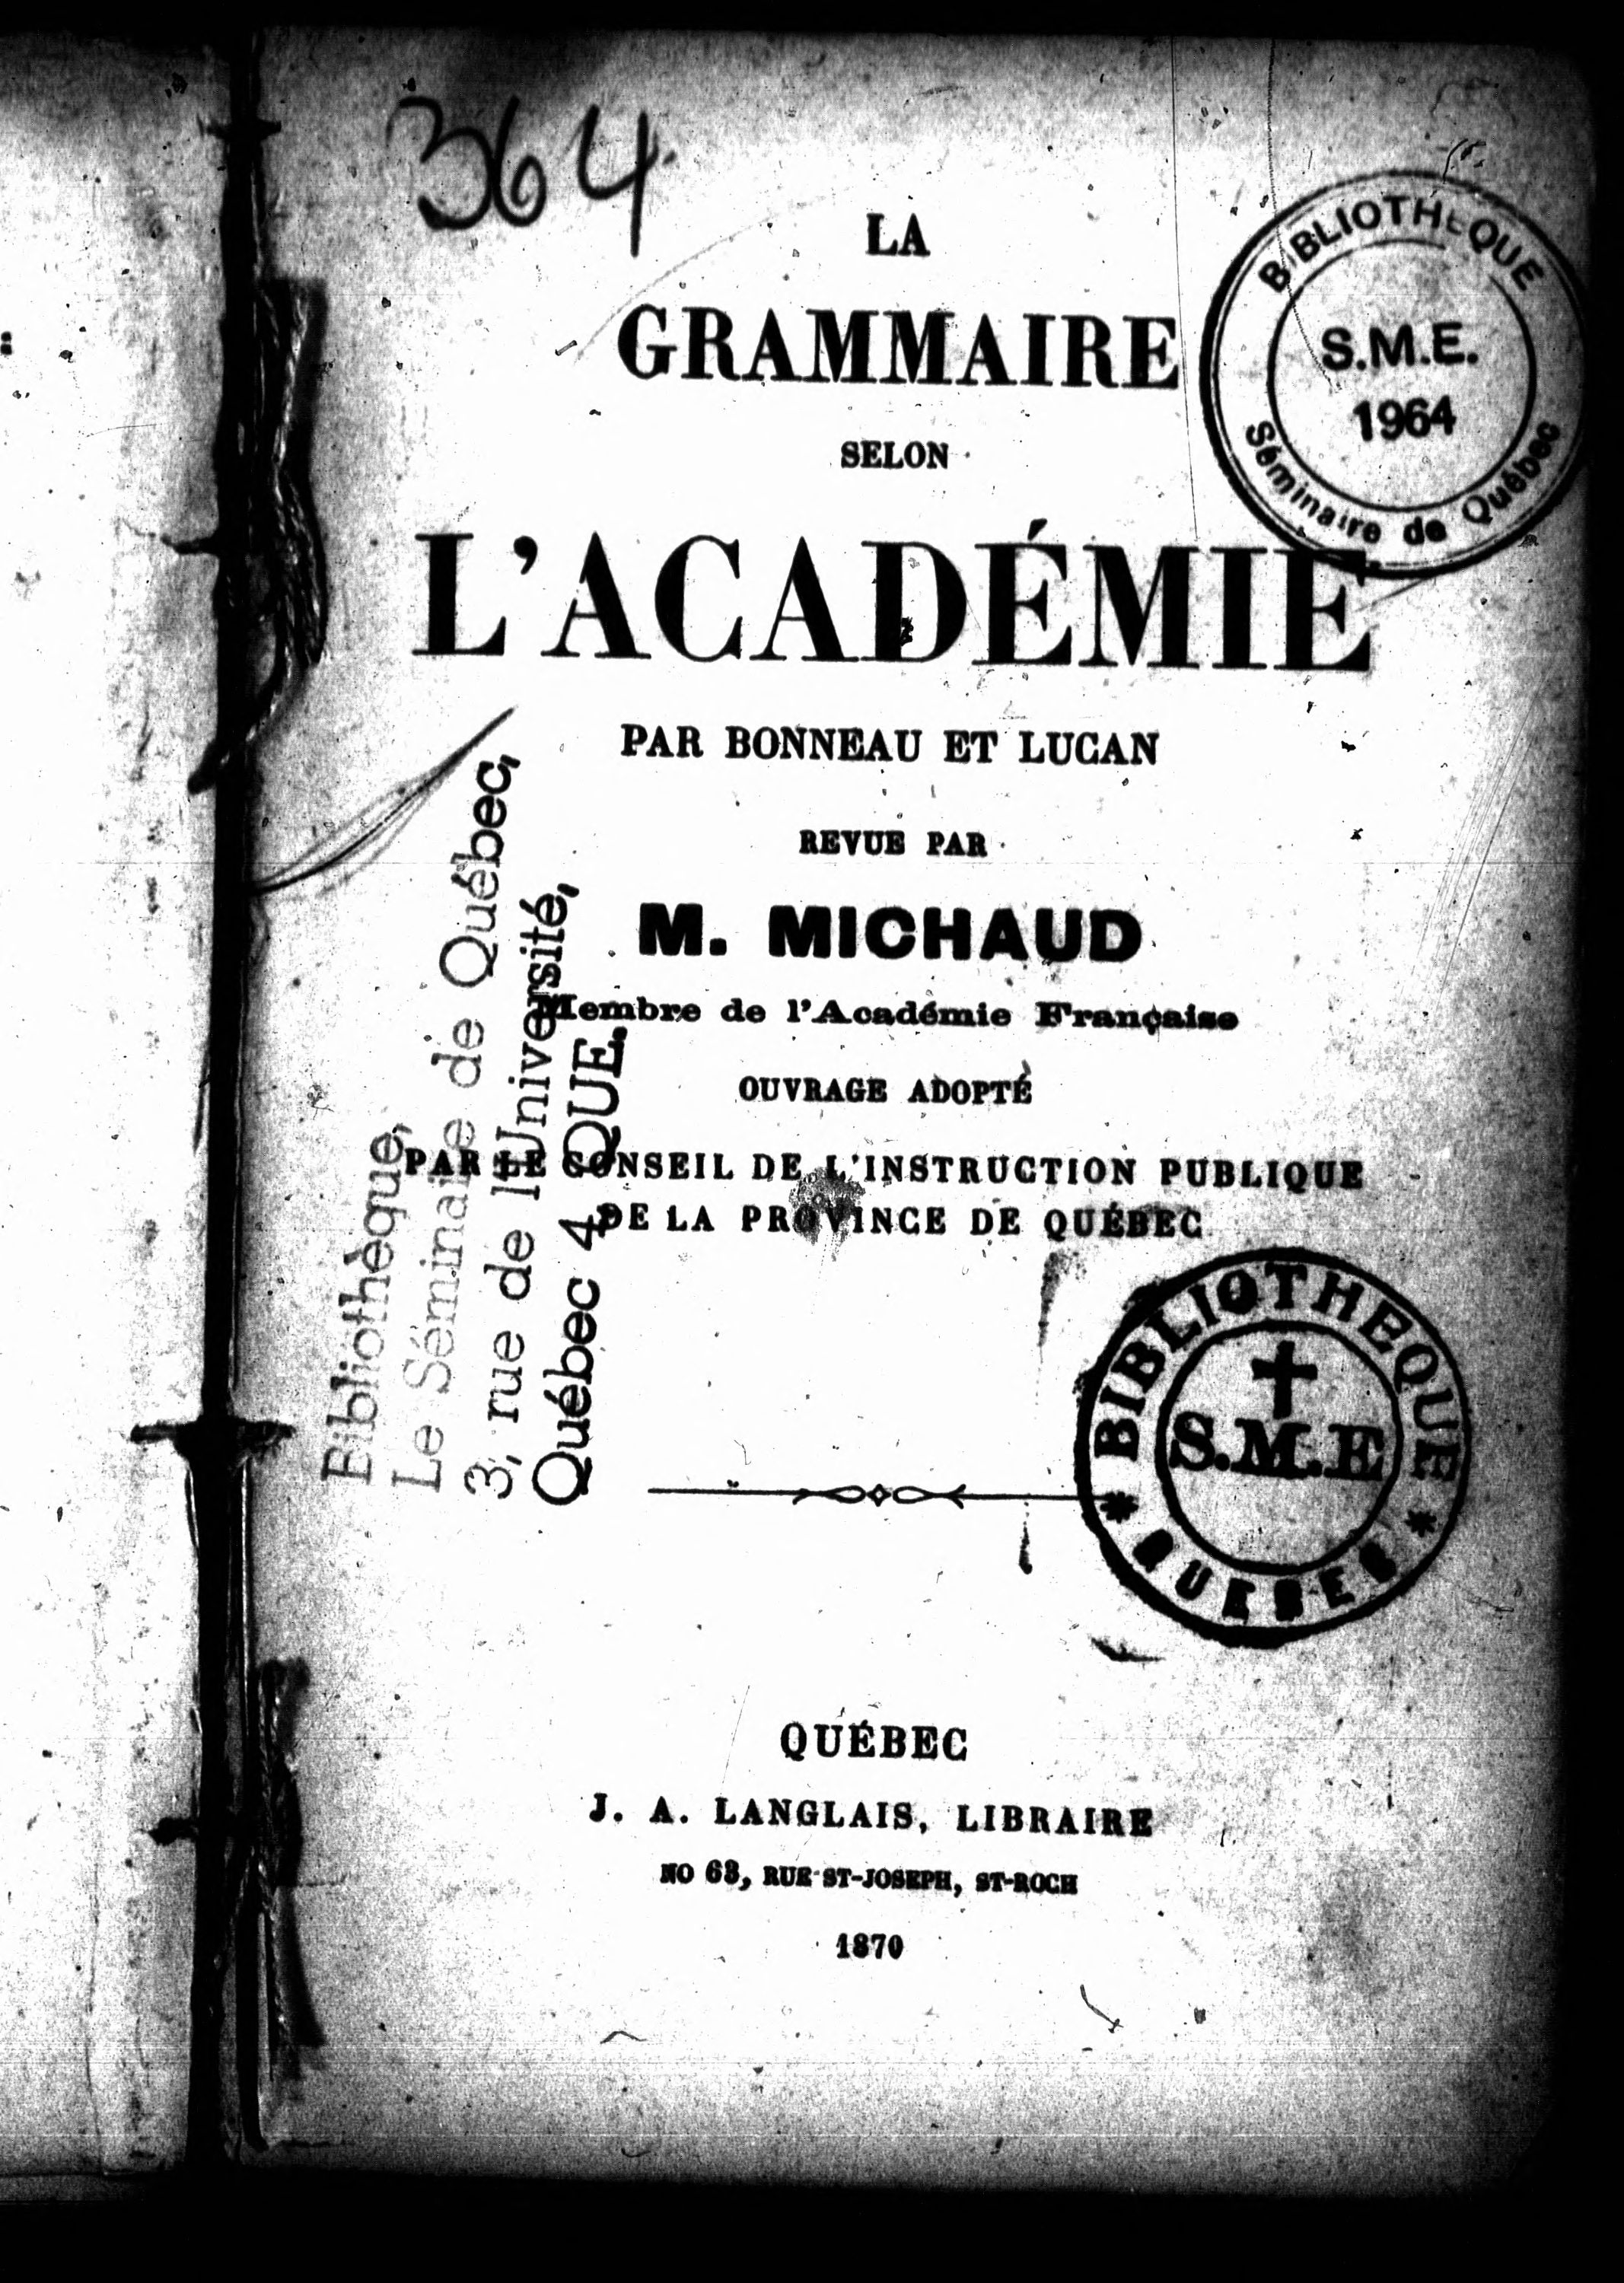 364
LA
GRAMMAIRE
SELON
L'ACADÉMIE
PAR BONNEAU ET LUCAN
REVUE PAR
M. MICHAUD
Membre de l'Académie Française
OUVRAGE ADOPTÉ
PAR LE CONSEIL DE L'INSTRUCTION PUBLIQUE
DE LA PROVINCE DE QUÉBEC
QUÉBEC
J. A. LANGLAIS, LIBRAIRE
NO 63, RUE ST-JOSEPH, ST-ROCH
1870
BIBLIOTHÈQUE
S.M.E.
1964
Séminaire de Québec
Bibliothèque,
Le Séminaire de Québec,
3, rue de l'Université,
Québec 4, QUE.
BIBLIOTHEQUE
S.M.E
* QUEBEC *